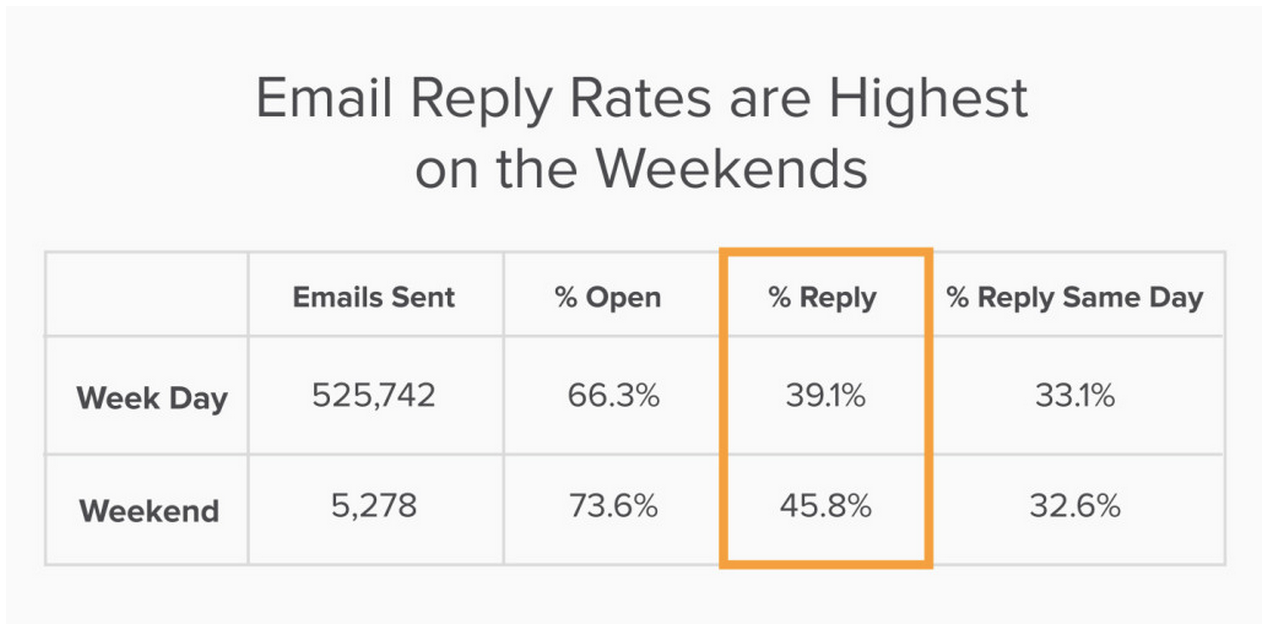 Email Reply Rates are Highest
on the Weekends
Emails Sent % Open % Reply % Reply Same Day
Week Day 525,742 66.3% 39.1% 33.1%
Weekend 5,278 73.6% 45.8% 32.6%